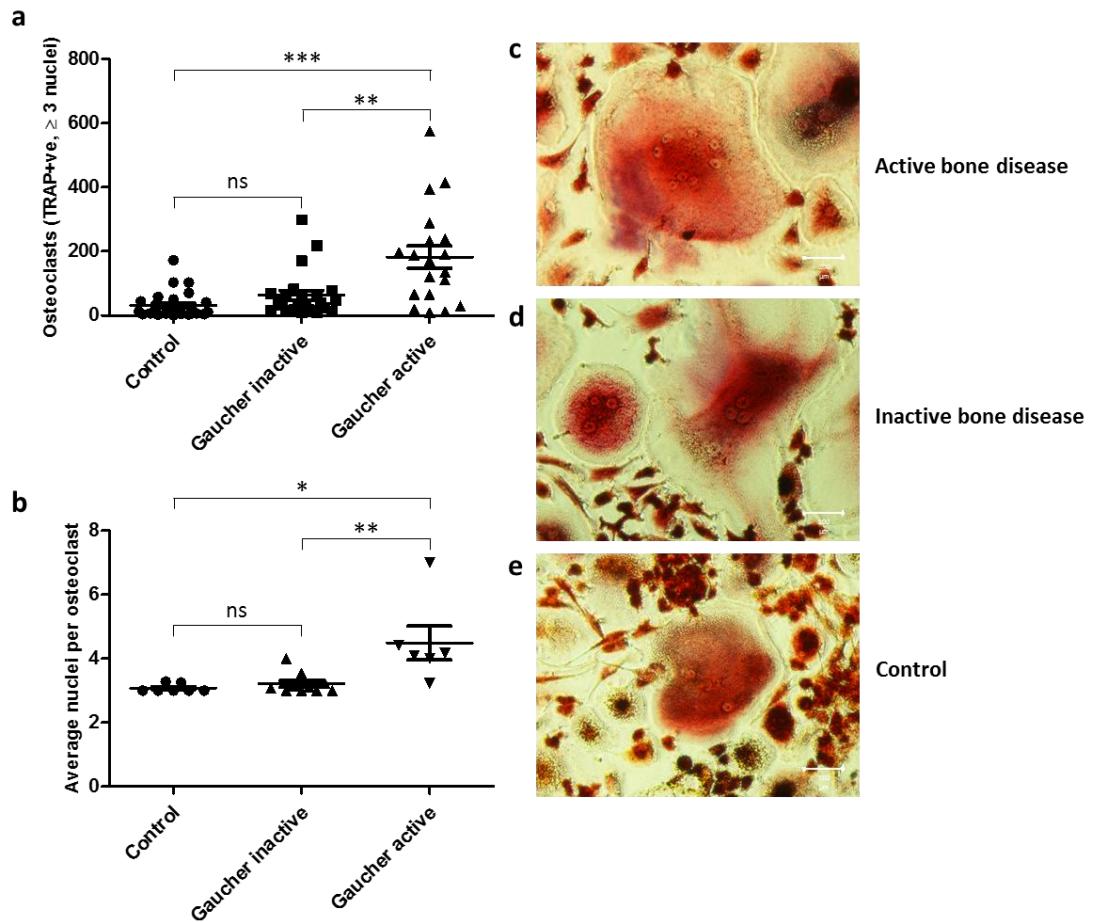 a
Osteoclasts (TRAP+ve, ≥ 3 nuclei)
800
600
400
200
0
***
**
ns
Control
Gaucher inactive
Gaucher active
b
Average nuclei per osteoclast
8
6
4
2
0
*
**
ns
Control
Gaucher inactive
Gaucher active
c
Active bone disease
d
Inactive bone disease
e
Control